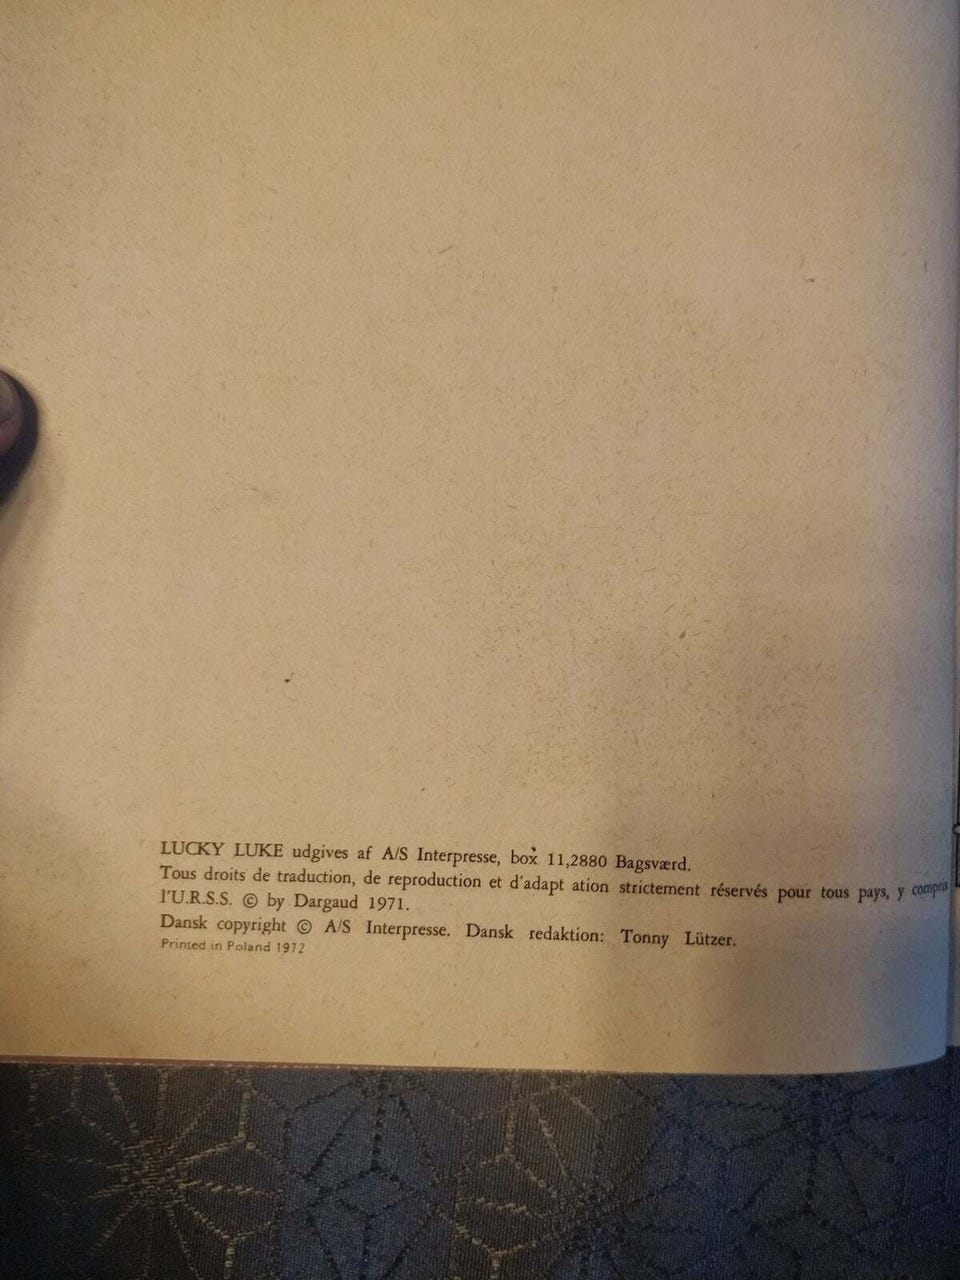 LUCKY LUKE udgives af A/S Interpresse, box 11,2880 Bagsværd.
Tous droits de traduction, de reproduction et d'adapt ation strictement réservés pour tous pays, y compris
l'U.R.S.S. © by Dargaud 1971.
Dansk copyright © A/S Interpresse. Dansk redaktion: Tonny Lützer.
Printed in Poland 1972